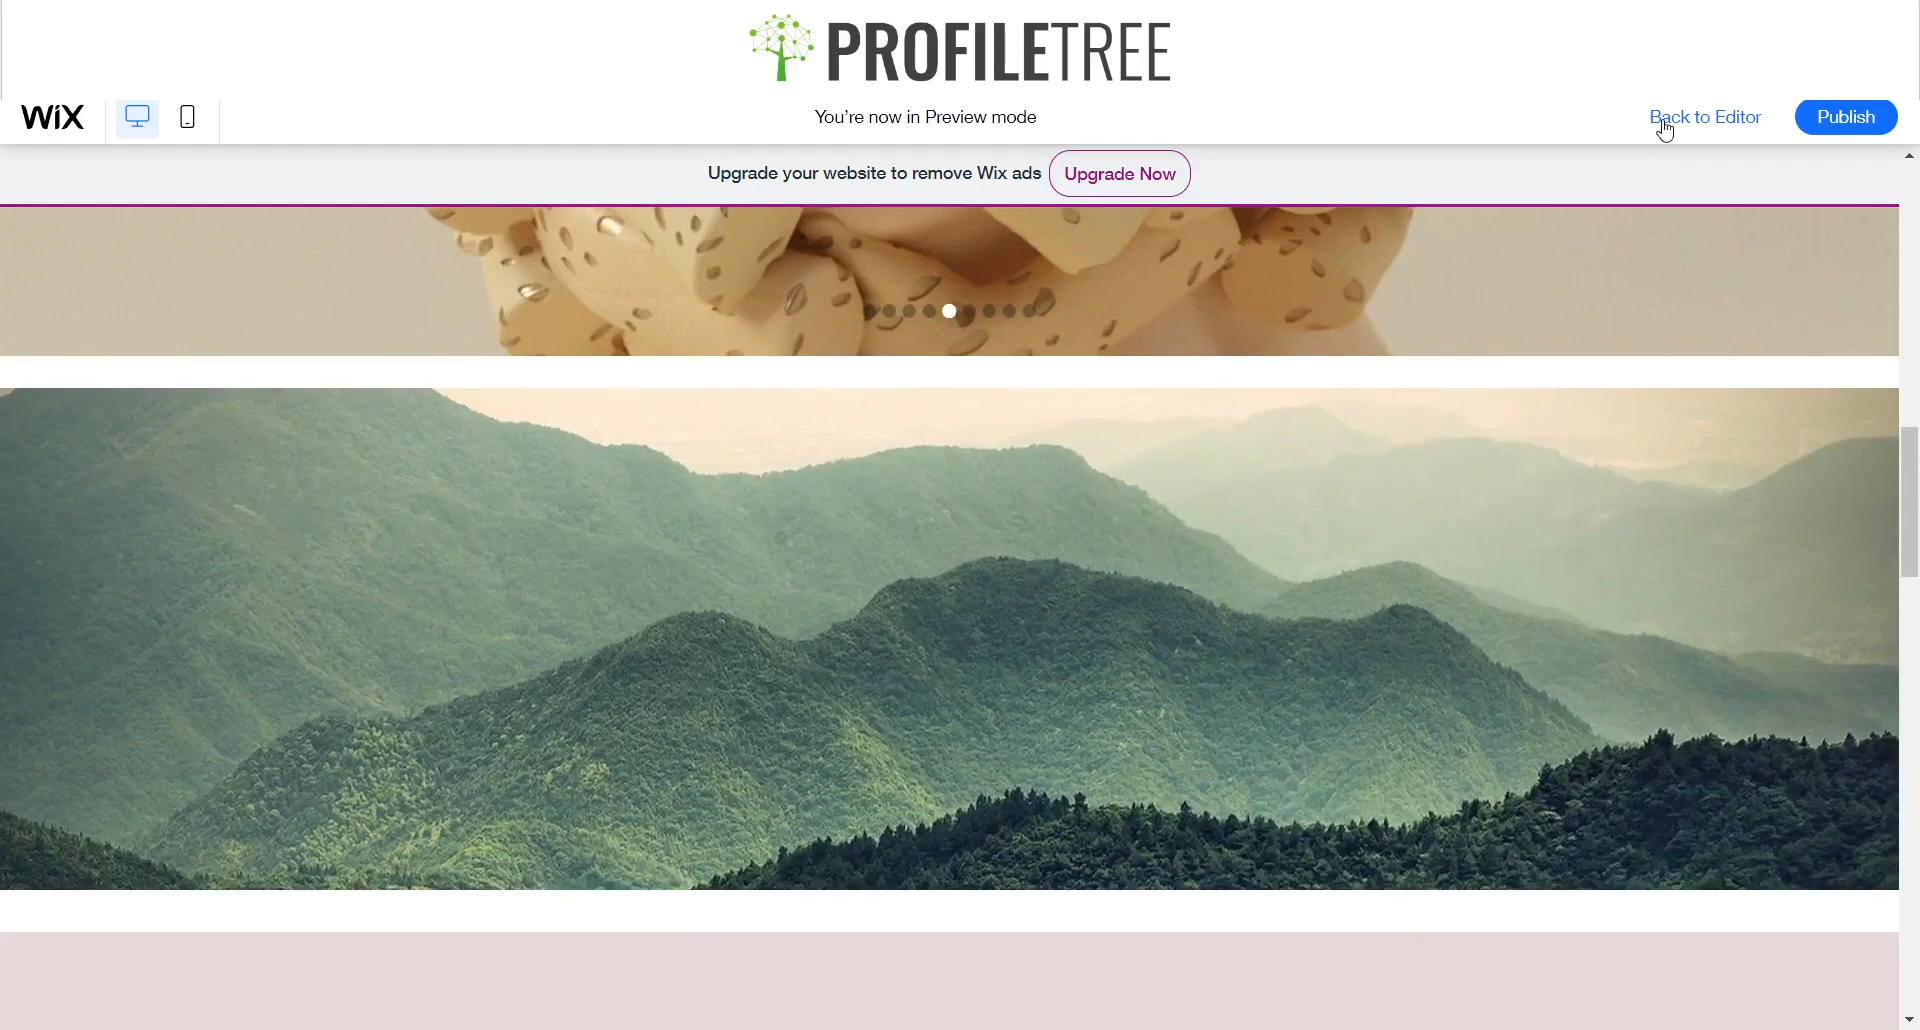 PROFILETREE
WiX
You're now in Preview mode
Back to Editor
Publish
Upgrade your website to remove Wix ads
Upgrade Now